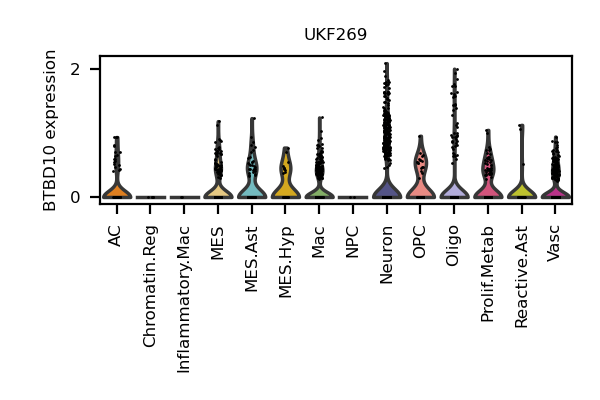 UKF269
BTBD10 expression
2
0
AC
Chromatin.Reg
Inflammatory.Mac
MES
MES.Ast
MES.Hyp
Mac
NPC
Neuron
OPC
Oligo
Prolif.Metab
Reactive.Ast
Vasc